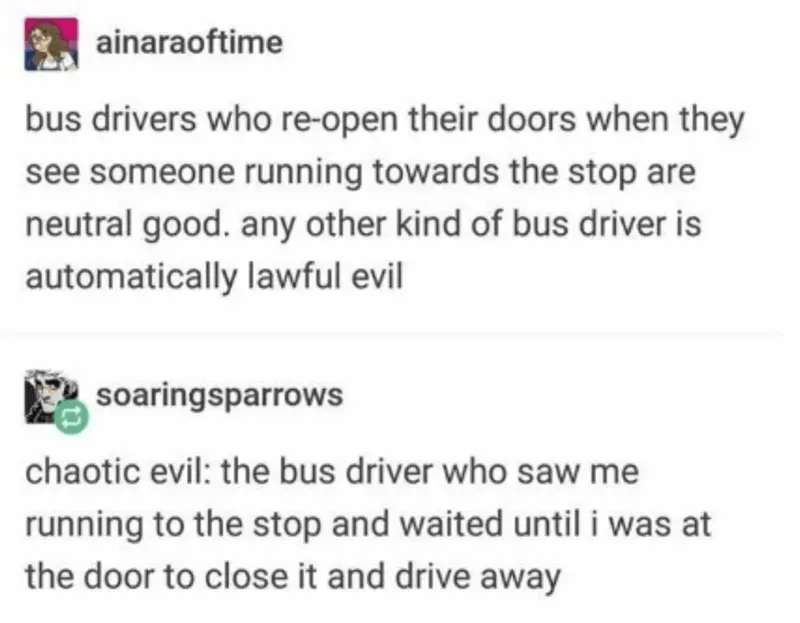 ainaraoftime
bus drivers who re-open their doors when they
see someone running towards the stop are
neutral good. any other kind of bus driver is
automatically lawful evil
soaringsparrows
chaotic evil: the bus driver who saw me
running to the stop and waited until i was at
the door to close it and drive away